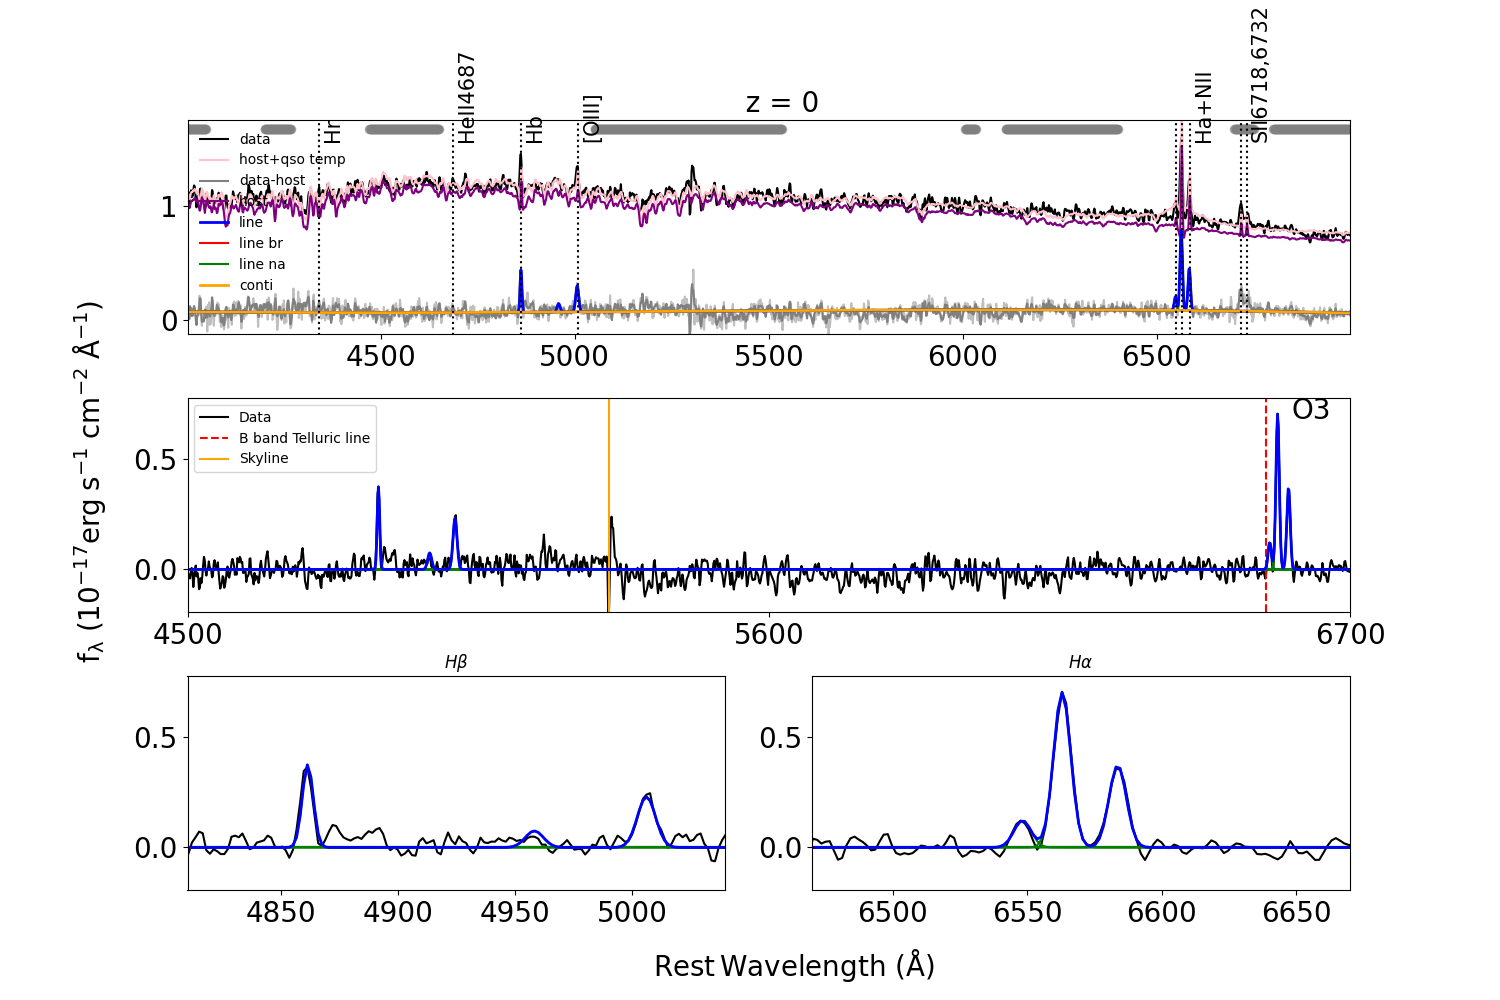 z = 0
Hr
HeII4687
Hb
[OIII]
Ha+NII
SII6718,6732
data
host+qso temp
data-host
host
line
line br
line na
conti
1
0
4500
5000
5500
6000
6500
fλ (10−17erg s−1 cm−2 Å−1)
Data
B band Telluric line
Skyline
O3
0.5
0.0
4500
5600
6700
Hβ
0.5
0.0
4850
4900
4950
5000
Hα
0.5
0.0
6500
6550
6600
6650
Rest Wavelength (Å)